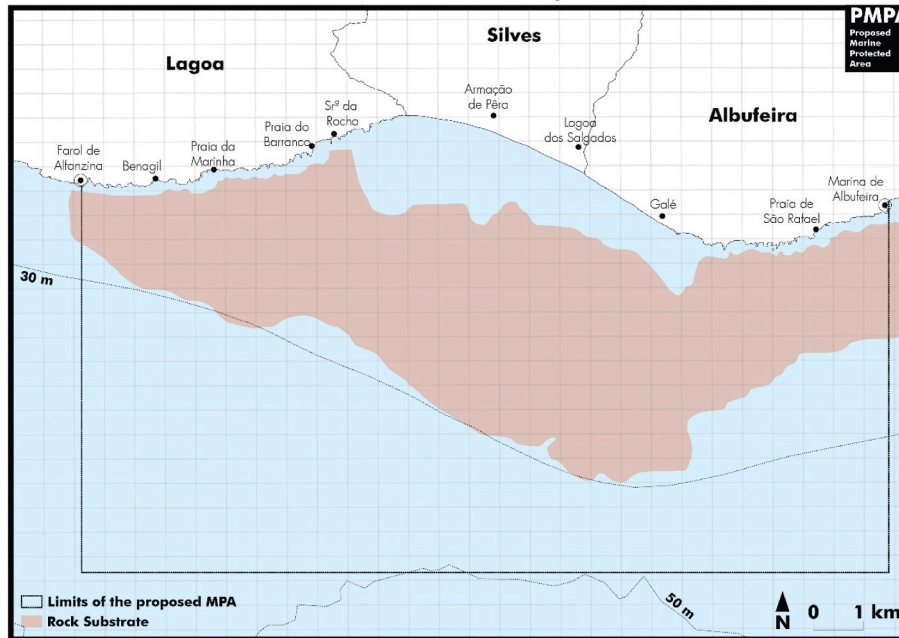 PMPA
Proposed
Marine
Protected
Area
Silves
Lagoa
Albufeira
Armação
de Pêra
Srª da
Rocha
Lagoa
dos Salgados
Praia do
Barranco
Praia da
Marinha
Farol de
Alfanzina
Benagil
Marina de
Albufeira
Galé
Praia de
São Rafael
30 m
50 m
Limits of the proposed MPA
Rock Substrate
N
0 1 km